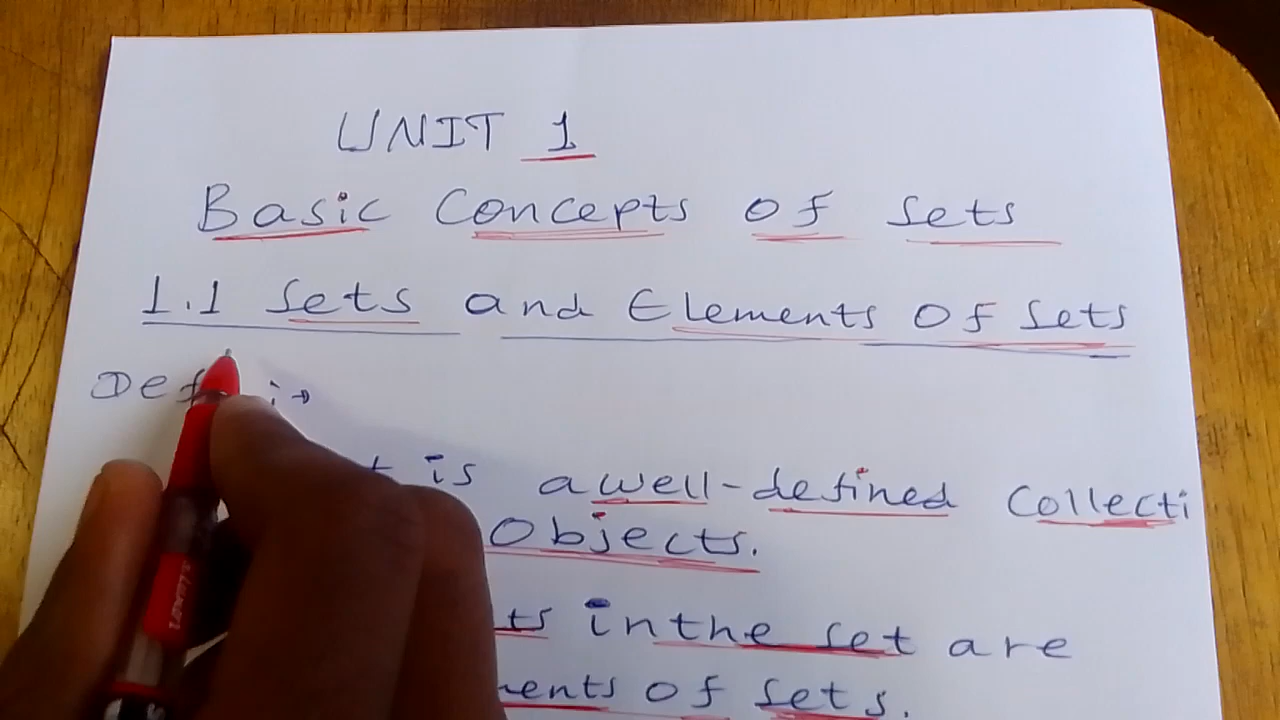 UNIT 1
Basic Concepts Of Sets
1.1 Sets and Elements Of Sets
Def :→
is a well-defined Collecti
Objects.
in the set are
of sets.